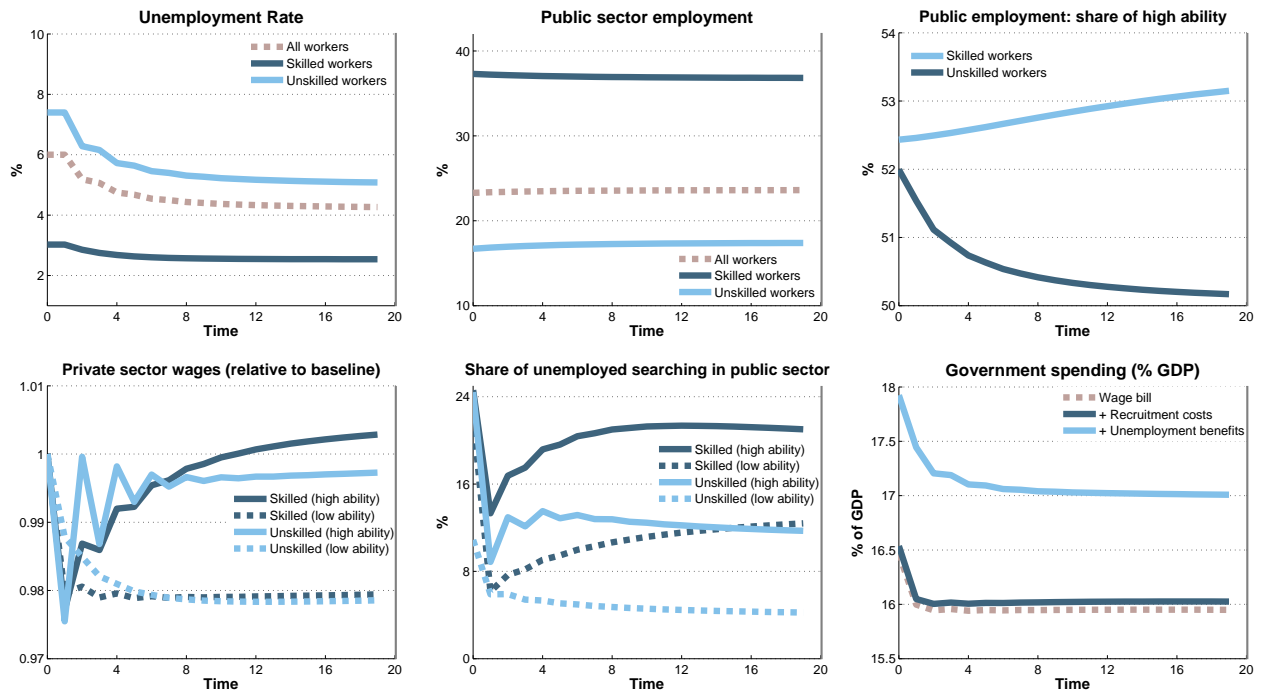 Unemployment Rate
10
8
6
4
2
%
0 4 8 12 16 20
Time
All workers
Skilled workers
Unskilled workers
Public sector employment
40
30
20
10
%
0 4 8 12 16 20
Time
All workers
Skilled workers
Unskilled workers
Public employment: share of high ability
54
53
52
51
50
%
0 4 8 12 16 20
Time
Skilled workers
Unskilled workers
Private sector wages (relative to baseline)
1.01
1
0.99
0.98
0.97
0 4 8 12 16 20
Time
Skilled (high ability)
Skilled (low ability)
Unskilled (high ability)
Unskilled (low ability)
Share of unemployed searching in public sector
24
16
8
0
%
0 4 8 12 16 20
Time
Skilled (high ability)
Skilled (low ability)
Unskilled (high ability)
Unskilled (low ability)
Government spending (% GDP)
18
17.5
17
16.5
16
15.5
% of GDP
0 4 8 12 16 20
Time
Wage bill
+ Recruitment costs
+ Unemployment benefits